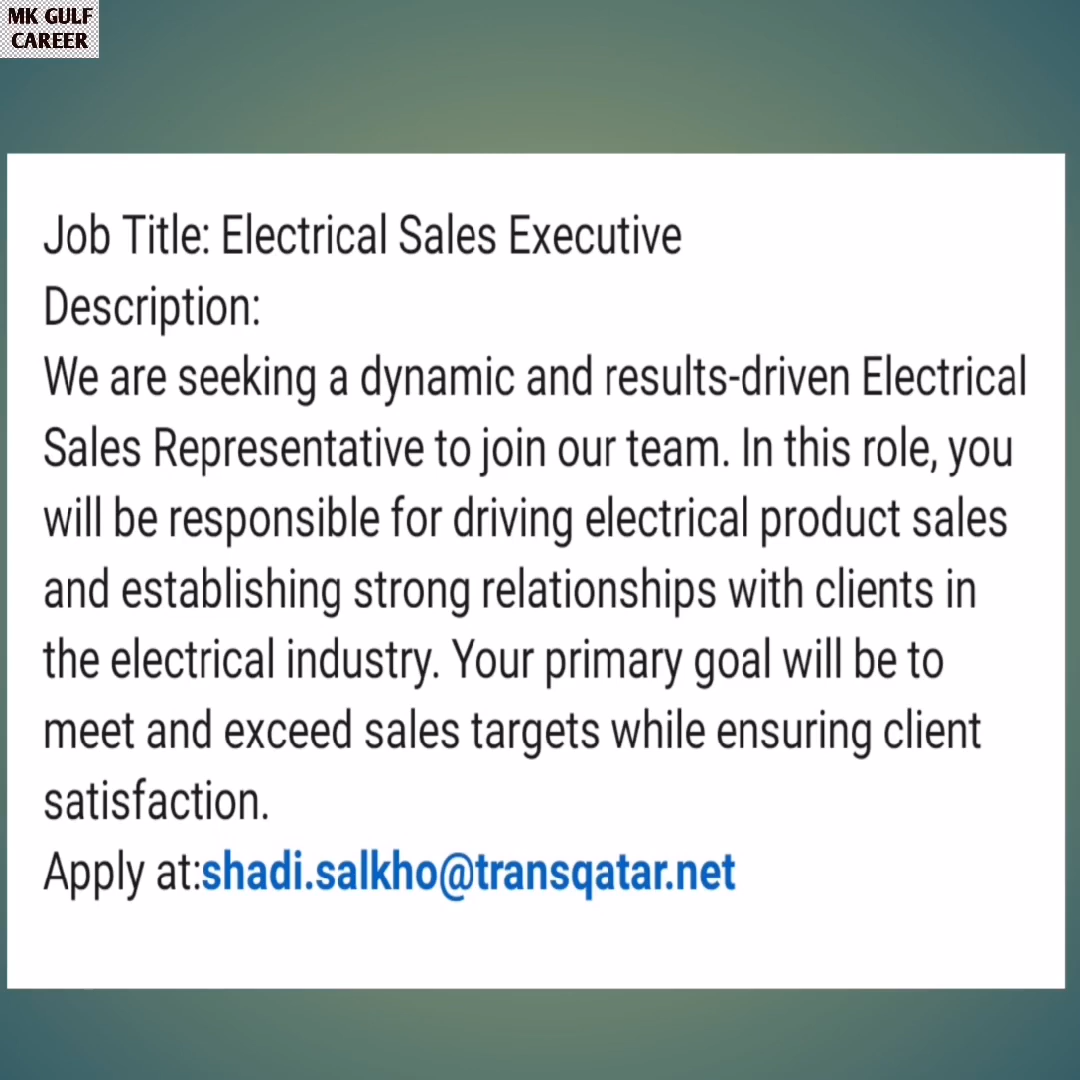 MK GULF
CAREER
Job Title: Electrical Sales Executive
Description:
We are seeking a dynamic and results-driven Electrical
Sales Representative to join our team. In this role, you
will be responsible for driving electrical product sales
and establishing strong relationships with clients in
the electrical industry. Your primary goal will be to
meet and exceed sales targets while ensuring client
satisfaction.
Apply at:shadi.salkho@transqatar.net